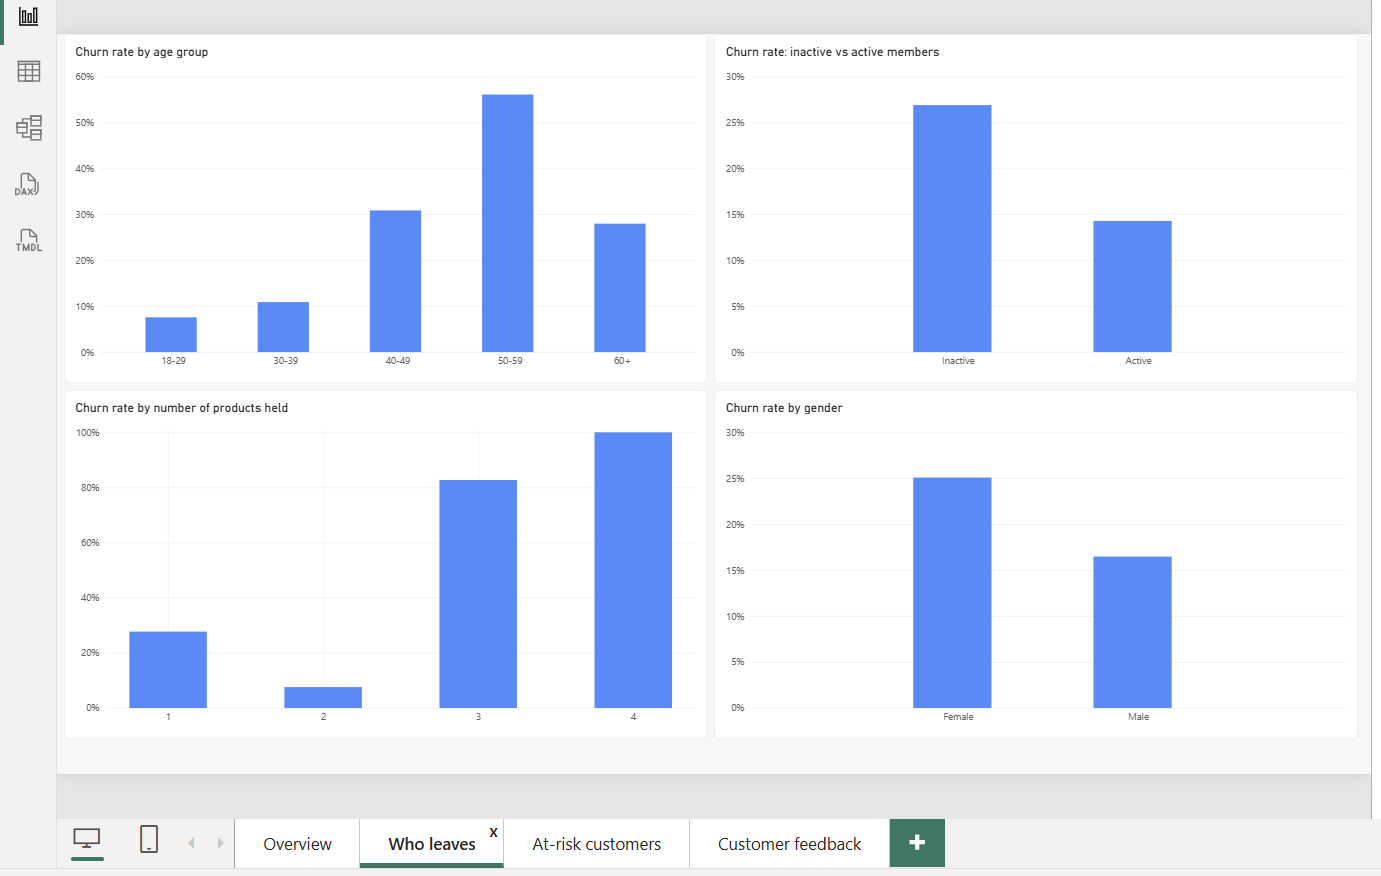 DAX
TMDL
Churn rate by age group
60%
50%
40%
30%
20%
10%
0%
18-29 30-39 40-49 50-59 60+
Churn rate: inactive vs active members
30%
25%
20%
15%
10%
5%
0%
Inactive Active
Churn rate by number of products held
100%
80%
60%
40%
20%
0%
1 2 3 4
Churn rate by gender
30%
25%
20%
15%
10%
5%
0%
Female Male
Overview Who leaves x At-risk customers Customer feedback +